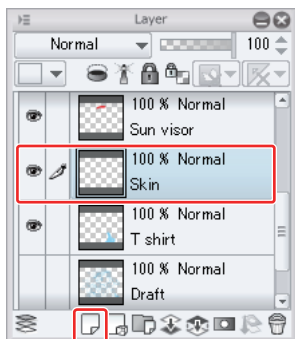 Layer
Normal 100
100 % Normal
Sun visor
100 % Normal
Skin
100 % Normal
T shirt
100 % Normal
Draft